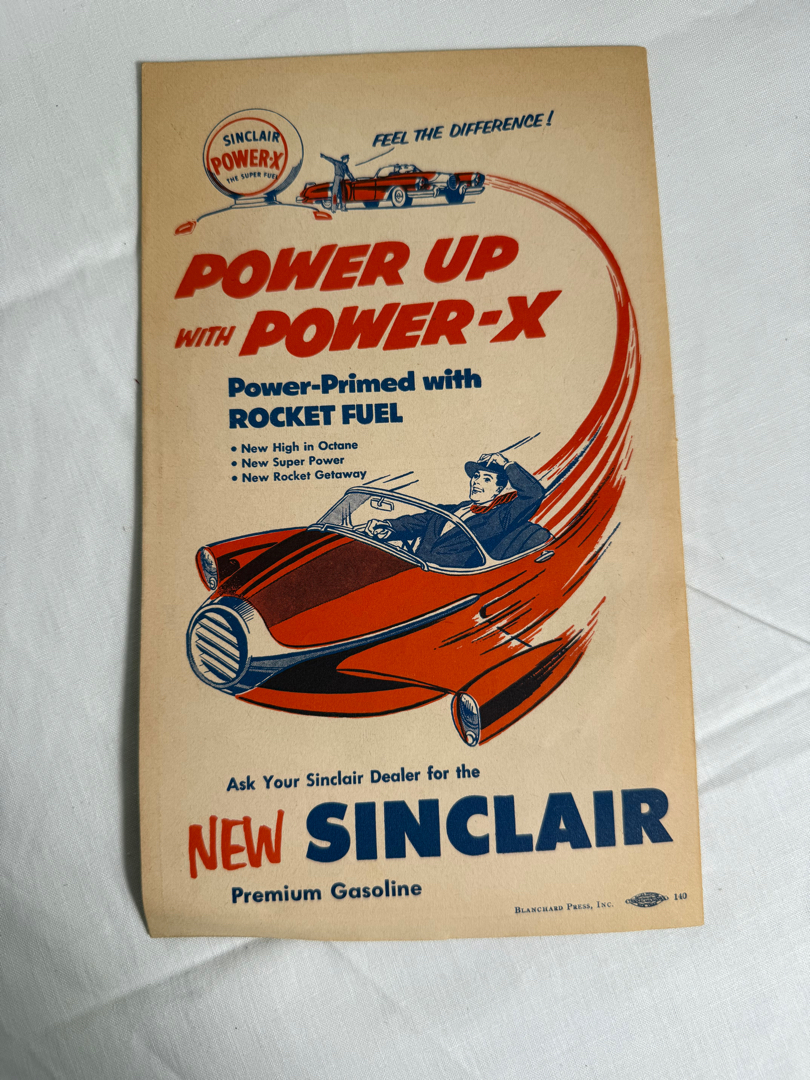 SINCLAIR
POWER-X
THE SUPER FUEL
FEEL THE DIFFERENCE!
POWER UP
WITH POWER-X
Power-Primed with
ROCKET FUEL
• New High in Octane
• New Super Power
• New Rocket Getaway
Ask Your Sinclair Dealer for the
NEW SINCLAIR
Premium Gasoline
BLANCHARD PRESS, INC. 140